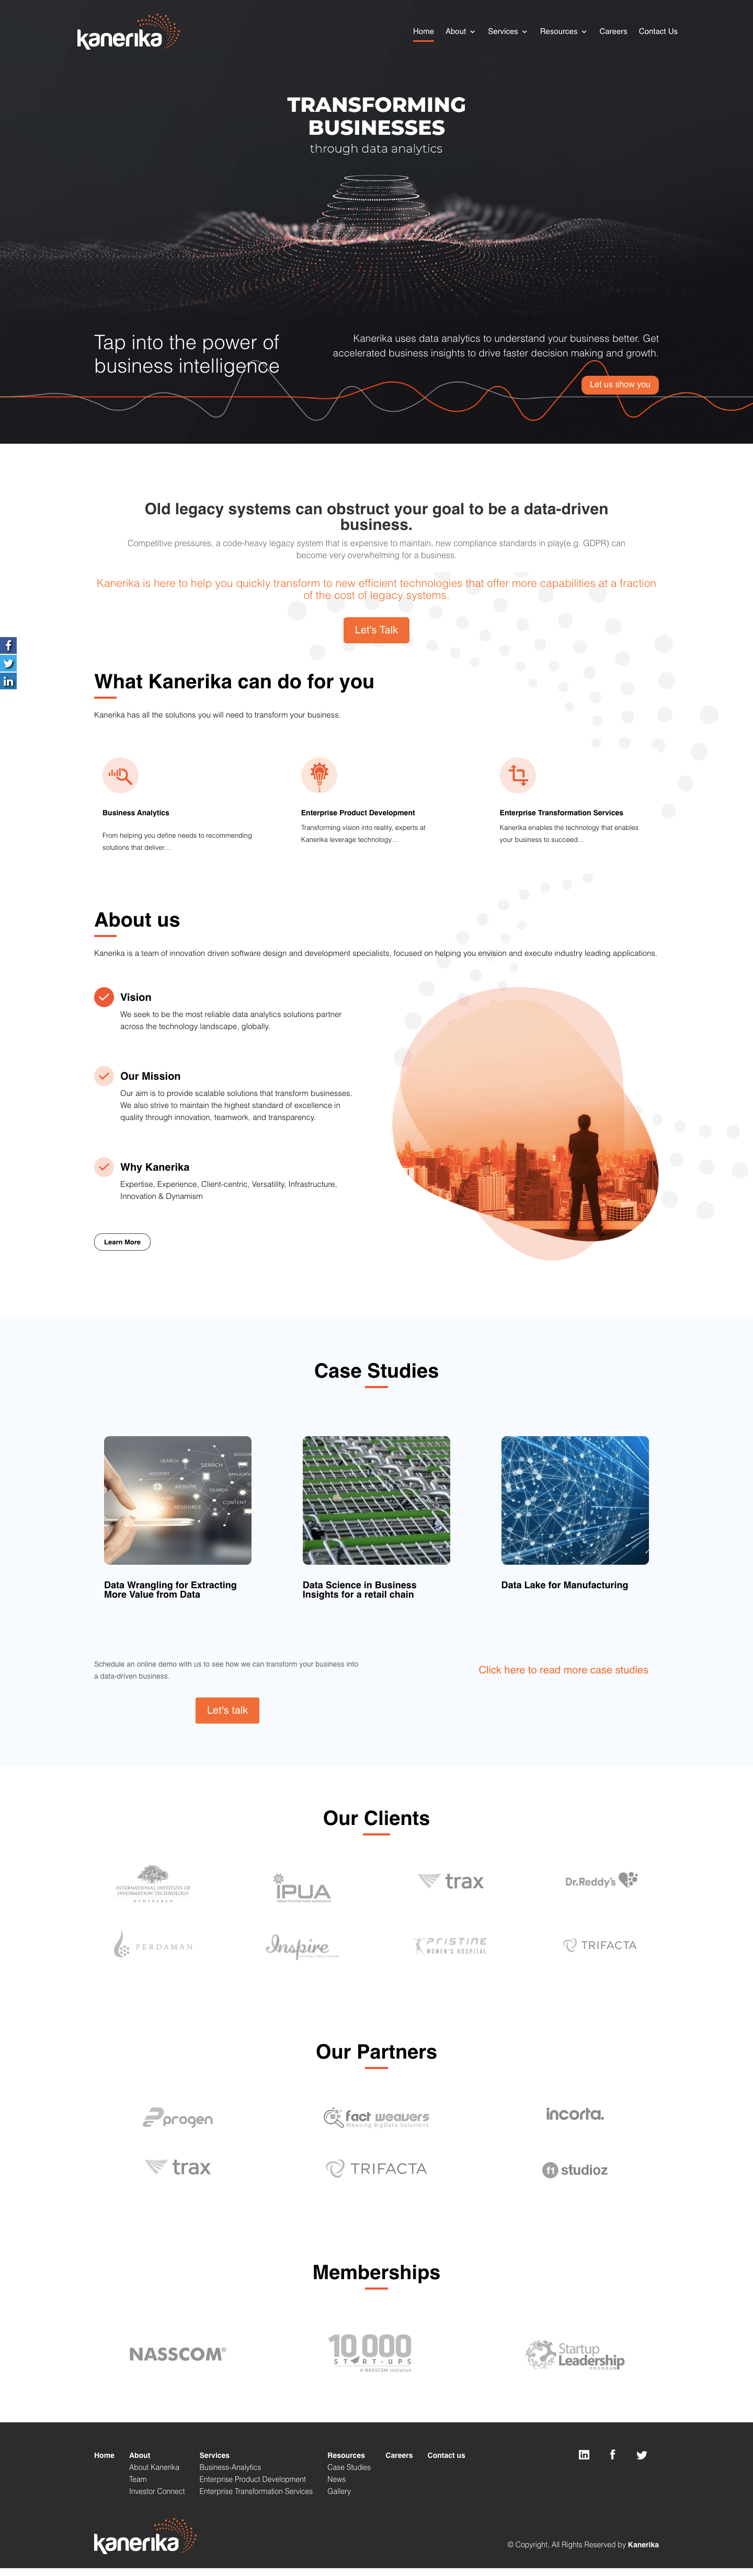 kanerika
Home About Services Resources Careers Contact Us
TRANSFORMING
BUSINESSES
through data analytics
Tap into the power of
business intelligence
Kanerika uses data analytics to understand your business better. Get
accelerated business insights to drive faster decision making and growth.
Let us show you
Old legacy systems can obstruct your goal to be a data-driven
business.
Competitive pressures, a code-heavy legacy system that is expensive to maintain, new compliance standards in play(e.g. GDPR) can
become very overwhelming for a business.
Kanerika is here to help you quickly transform to new efficient technologies that offer more capabilities at a fraction
of the cost of legacy systems.
Let's Talk
What Kanerika can do for you
Kanerika has all the solutions you will need to transform your business.
Business Analytics
From helping you define needs to recommending
solutions that deliver…
Enterprise Product Development
Transforming vision into reality, experts at
Kanerika leverage technology…
Enterprise Transformation Services
Kanerika enables the technology that enables
your business to succeed…
About us
Kanerika is a team of innovation driven software design and development specialists, focused on helping you envision and execute industry leading applications.
Vision
We seek to be the most reliable data analytics solutions partner
across the technology landscape, globally.
Our Mission
Our aim is to provide scalable solutions that transform businesses.
We also strive to maintain the highest standard of excellence in
quality through innovation, teamwork, and transparency.
Why Kanerika
Expertise, Experience, Client-centric, Versatility, Infrastructure,
Innovation & Dynamism
Learn More
Case Studies
SEARCH
SEARCH
ACCOUNT
WEBSITE
SEARCH
RESOURCE
CONTENT
Data Wrangling for Extracting
More Value from Data
Data Science in Business
Insights for a retail chain
Data Lake for Manufacturing
Schedule an online demo with us to see how we can transform your business into
a data-driven business.
Let's talk
Click here to read more case studies
Our Clients
INTERNATIONAL INSTITUTE OF
INFORMATION TECHNOLOGY
HYDERABAD
IPUA
trax
Dr.Reddy's
PERDAMAN
Inspire
PRISTINE
WOMEN'S HOSPITAL
TRIFACTA
Our Partners
progen
fact weavers
Weaving BigData Solutions
incorta.
trax
TRIFACTA
f1 studioz
Memberships
NASSCOM®
10 000
START-UPS
A NASSCOM Initiative
Startup
Leadership
PROGRAM
Home About Services Resources Careers Contact us
About Kanerika Business-Analytics Case Studies
Team Enterprise Product Development News
Investor Connect Enterprise Transformation Services Gallery
kanerika
© Copyright, All Rights Reserved by Kanerika